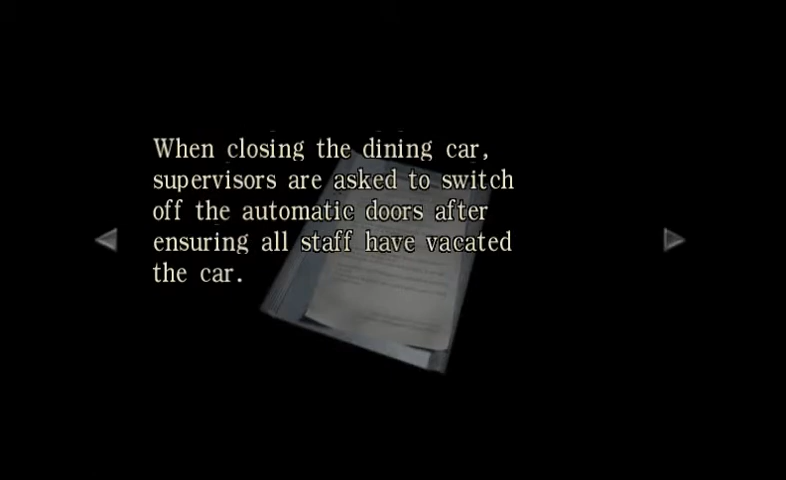 When closing the dining car,
supervisors are asked to switch
off the automatic doors after
ensuring all staff have vacated
the car.